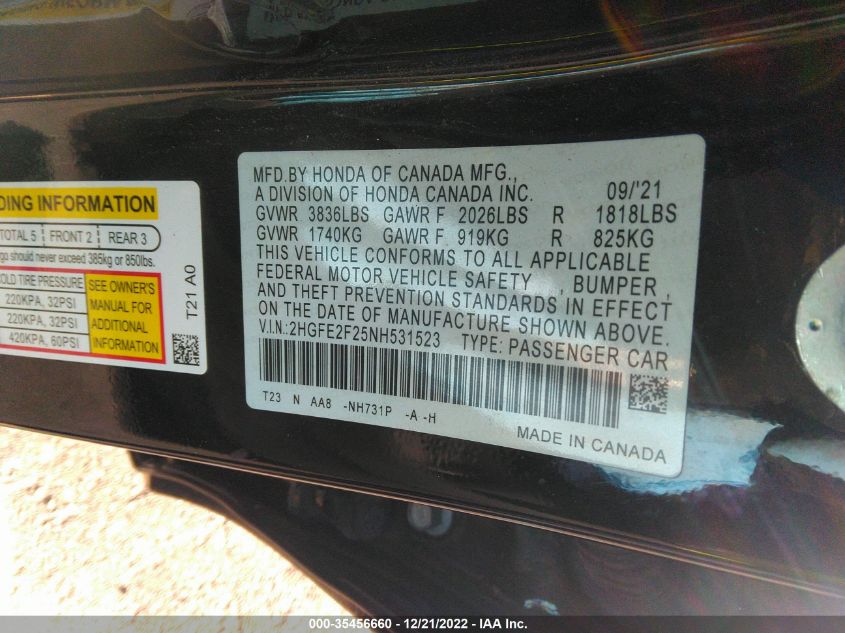 DING INFORMATION
TOTAL 5 FRONT 2 REAR 3
should never exceed 385kg or 850lbs.
TIRE PRESSURE
220KPA, 32PSI
220KPA, 32PSI
420KPA, 60PSI
SEE OWNER'S
MANUAL FOR
ADDITIONAL
INFORMATION
T21 A0
MFD.BY HONDA OF CANADA MFG.,
A DIVISION OF HONDA CANADA INC. 09/'21
GVWR 3836LBS GAWR F 2026LBS R 1818LBS
GVWR 1740KG GAWR F 919KG R 825KG
THIS VEHICLE CONFORMS TO ALL APPLICABLE
FEDERAL MOTOR VEHICLE SAFETY , BUMPER ,
AND THEFT PREVENTION STANDARDS IN EFFECT
ON THE DATE OF MANUFACTURE SHOWN ABOVE.
V.I.N.:2HGFE2F25NH531523 TYPE: PASSENGER CAR
T23 N AA8 -NH731P -A -H
MADE IN CANADA
000-35456660 - 12/21/2022 - IAA Inc.